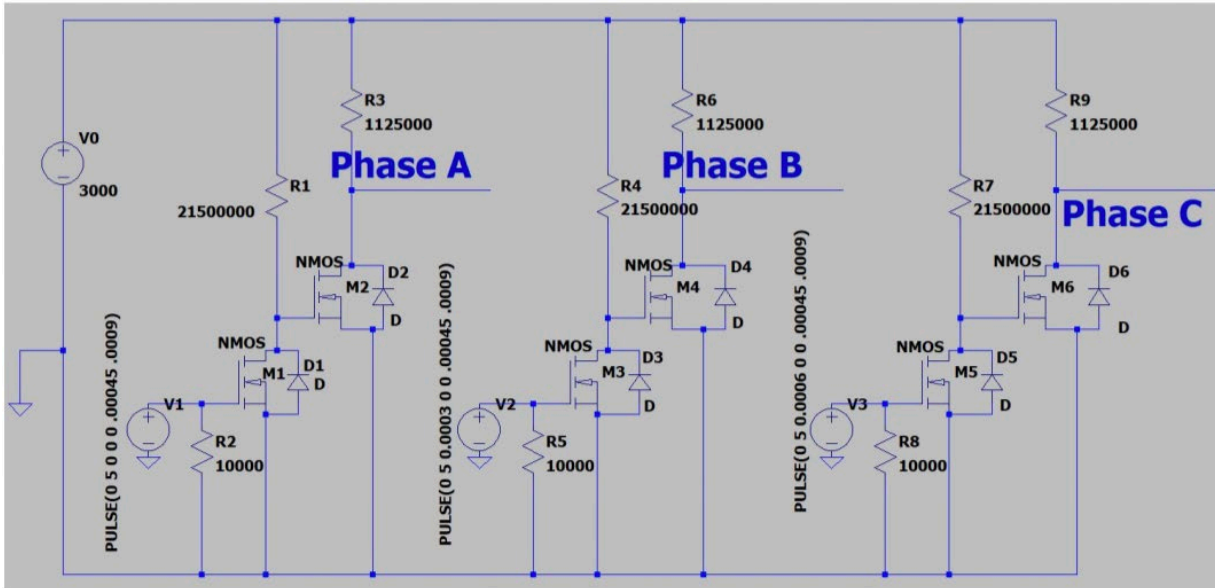 V0
3000
R1
21500000
R3
1125000
Phase A
NMOS
M2
D2
D
NMOS
M1
D1
D
V1
R2
10000
PULSE(0 5 0 0 0 .00045 .0009)
R4
21500000
R6
1125000
Phase B
NMOS
M4
D4
D
NMOS
M3
D3
D
V2
R5
10000
PULSE(0 5 0.0003 0 0 .00045 .0009)
R7
21500000
R9
1125000
Phase C
NMOS
M6
D6
D
NMOS
M5
D5
D
V3
R8
10000
PULSE(0 5 0.0006 0 0 .00045 .0009)